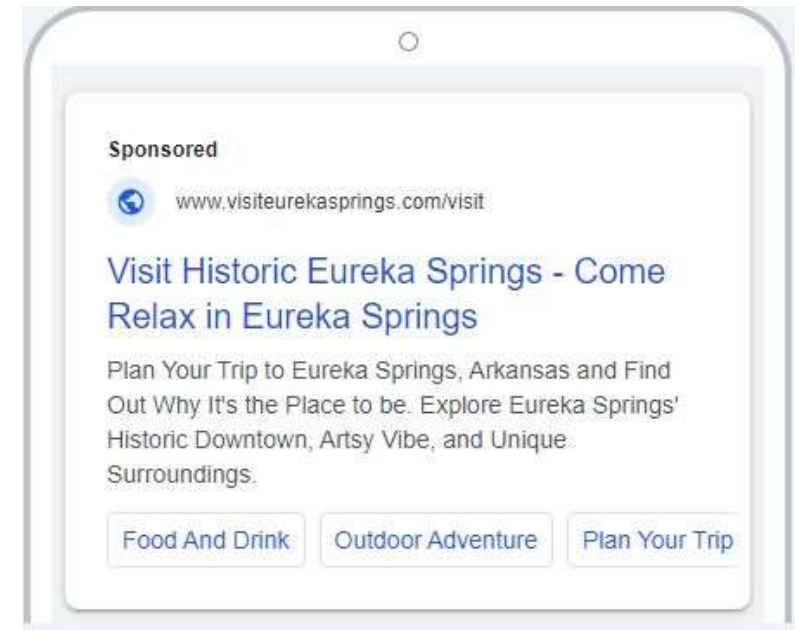 Sponsored
www.visiteurekasprings.com/visit
Visit Historic Eureka Springs - Come
Relax in Eureka Springs
Plan Your Trip to Eureka Springs, Arkansas and Find
Out Why It's the Place to be. Explore Eureka Springs'
Historic Downtown, Artsy Vibe, and Unique
Surroundings.
Food And Drink
Outdoor Adventure
Plan Your Trip